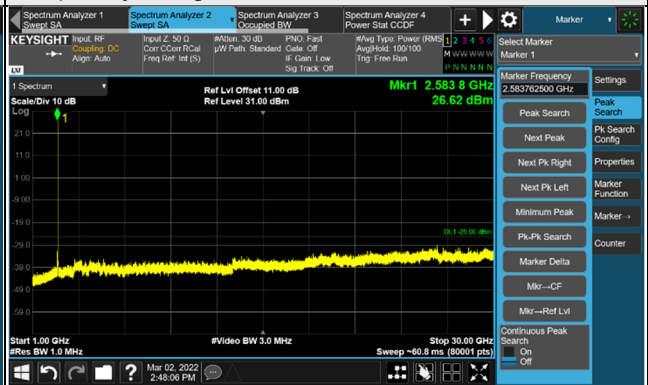 Spectrum Analyzer 1
Swept SA
Spectrum Analyzer 2
Swept SA
Spectrum Analyzer 3
Occupied BW
Spectrum Analyzer 4
Power Stat CCDF
Marker
KEYSIGHT
Input: RF
Coupling: DC
Align: Auto
Input Z: 50 Ω
Corr CCorr RCal
Freq Ref: Int (S)
#Atten: 30 dB
µW Path: Standard
PNO: Fast
Gate: Off
IF Gain: Low
Sig Track: Off
#Avg Type: Power (RMS
Avg|Hold: 100/100
Trig: Free Run
1 2 3 4 5 6
M W W W W W
P N N N N N
Select Marker
Marker 1
LXI
1 Spectrum
Scale/Div 10 dB
Ref Lvl Offset 11.00 dB
Ref Level 31.00 dBm
Mkr1 2.583 8 GHz
26.62 dBm
Log
1
21.0
11.0
1.00
-9.00
-19.0
-29.0
-39.0
-49.0
-59.0
DL1 -25.00 dBm
Start 1.00 GHz
#Res BW 1.0 MHz
#Video BW 3.0 MHz
Stop 30.00 GHz
Sweep ~60.8 ms (80001 pts)
Marker Frequency
2.583762500 GHz
Peak Search
Next Peak
Next Pk Right
Next Pk Left
Minimum Peak
Pk-Pk Search
Marker Delta
Mkr→CF
Mkr→Ref Lvl
Continuous Peak
Search
On
Off
Settings
Peak
Search
Pk Search
Config
Properties
Marker
Function
Marker→
Counter
?
Mar 02, 2022
2:48:06 PM